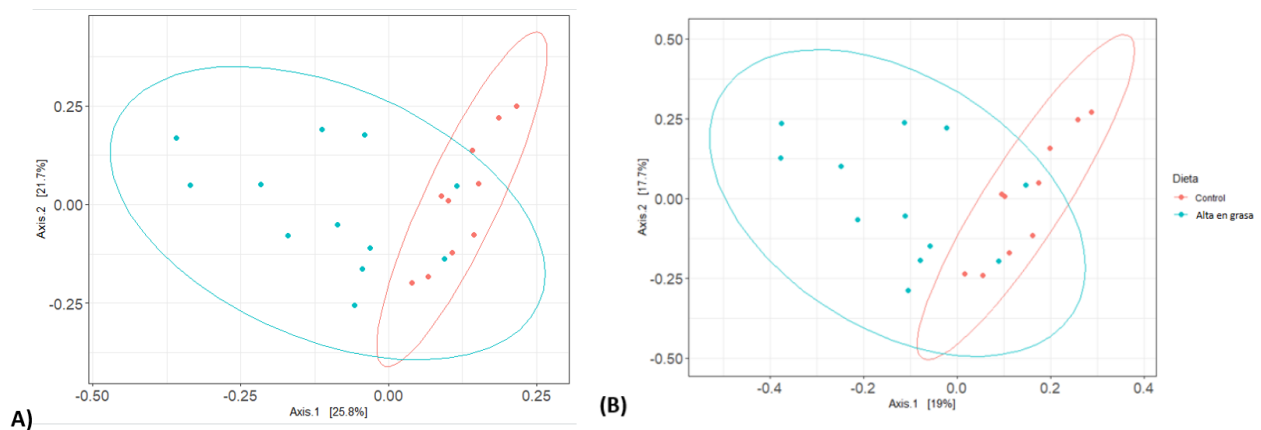 0.25
0.00
-0.25
Axis.2 [21.7%]
-0.50
-0.25
0.00
0.25
Axis.1 [25.8%]
A)
0.50
0.25
0.00
-0.25
-0.50
Axis.2 [17.7%]
-0.4
-0.2
0.0
0.2
0.4
Axis.1 [19%]
(B)
Dieta
Control
Alta en grasa